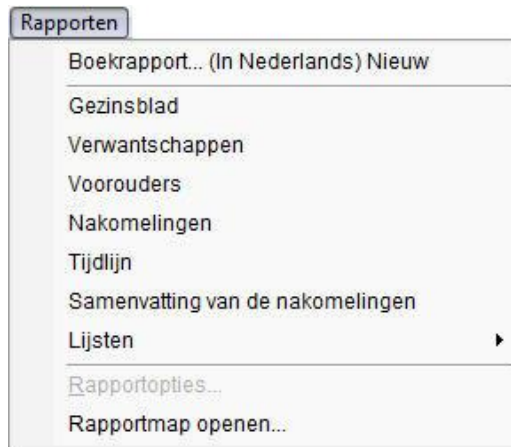 Rapporten
Boekrapport... (In Nederlands) Nieuw
Gezinsblad
Verwantschappen
Voorouders
Nakomelingen
Tijdlijn
Samenvatting van de nakomelingen
Lijsten
Rapportopties...
Rapportmap openen...